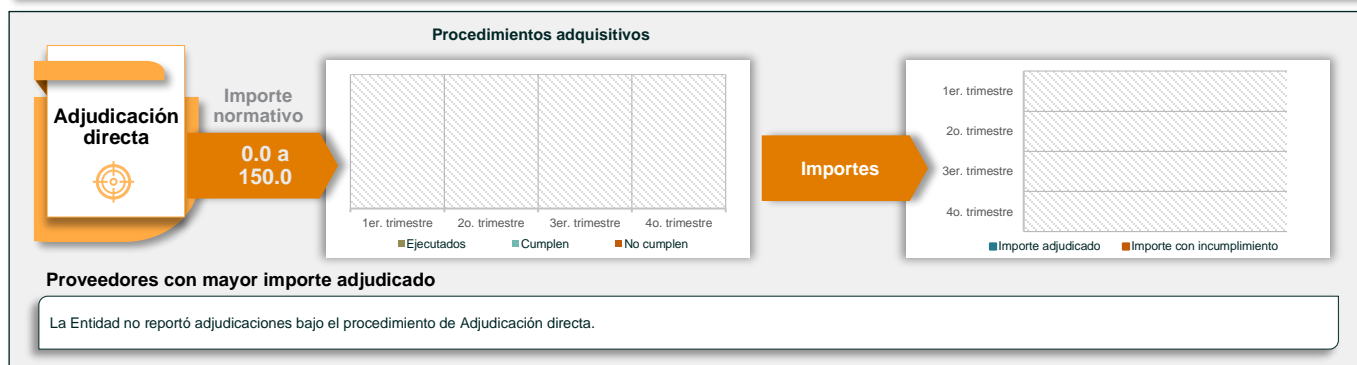 Procedimientos adquisitivos
Adjudicación
directa
Importe
normativo
0.0 a
150.0
1er. trimestre
2o. trimestre
3er. trimestre
4o. trimestre
Ejecutados
Cumplen
No cumplen
Importes
1er. trimestre
2o. trimestre
3er. trimestre
4o. trimestre
Importe adjudicado
Importe con incumplimiento
Proveedores con mayor importe adjudicado
La Entidad no reportó adjudicaciones bajo el procedimiento de Adjudicación directa.